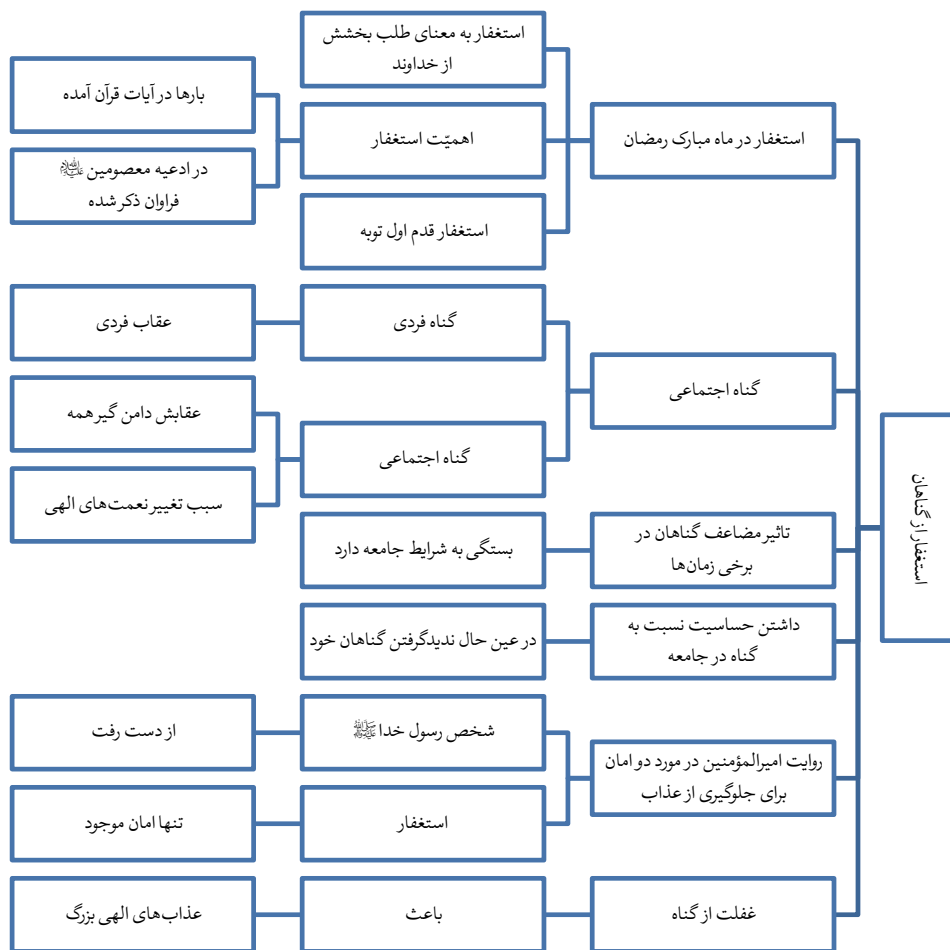 استغفار از گناهان
استغفار در ماه مبارک رمضان
استغفار به معنای طلب بخشش
از خداوند
اهمیّت استغفار
بارها در آیات قرآن آمده
در ادعیه معصومین علیهم‌السلام
فراوان ذکر شده
استغفار قدم اول توبه
گناه اجتماعی
گناه فردی
عقاب فردی
گناه اجتماعی
عقابش دامن گیر همه
سبب تغییر نعمت‌های الهی
تاثیر مضاعف گناهان در
برخی زمان‌ها
بستگی به شرایط جامعه دارد
داشتن حساسیت نسبت به
گناه در جامعه
در عین حال ندیدگرفتن گناهان خود
روایت امیرالمؤمنین در مورد دو امان
برای جلوگیری از عذاب
شخص رسول خدا ﷺ
از دست رفت
استغفار
تنها امان موجود
غفلت از گناه
باعث
عذاب‌های الهی بزرگ